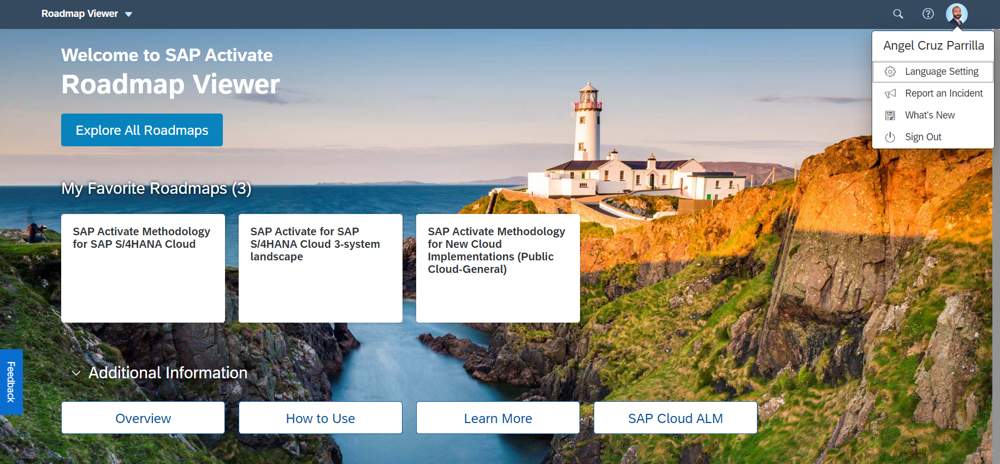 Roadmap Viewer
Angel Cruz Parrilla
Language Setting
Report an Incident
What's New
Sign Out
Welcome to SAP Activate
Roadmap Viewer
Explore All Roadmaps
My Favorite Roadmaps (3)
SAP Activate Methodology
for SAP S/4HANA Cloud
SAP Activate for SAP
S/4HANA Cloud 3-system
landscape
SAP Activate Methodology
for New Cloud
Implementations (Public
Cloud-General)
Feedback
Additional Information
Overview
How to Use
Learn More
SAP Cloud ALM